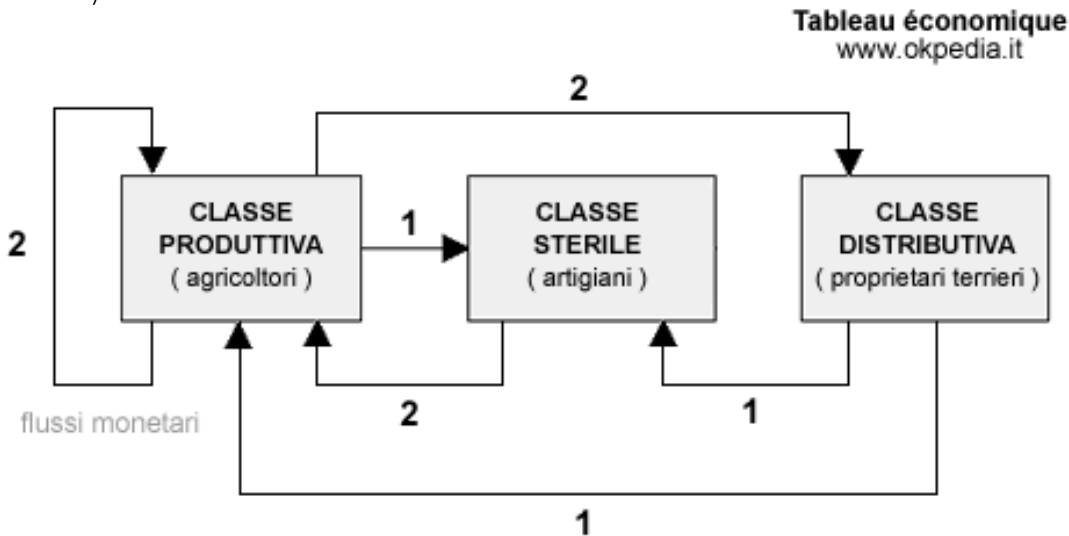 Tableau économique
www.okpedia.it
2
CLASSE
PRODUTTIVA
( agricoltori )
1
CLASSE
STERILE
( artigiani )
CLASSE
DISTRIBUTIVA
( proprietari terrieri )
2
flussi monetari
2
1
1